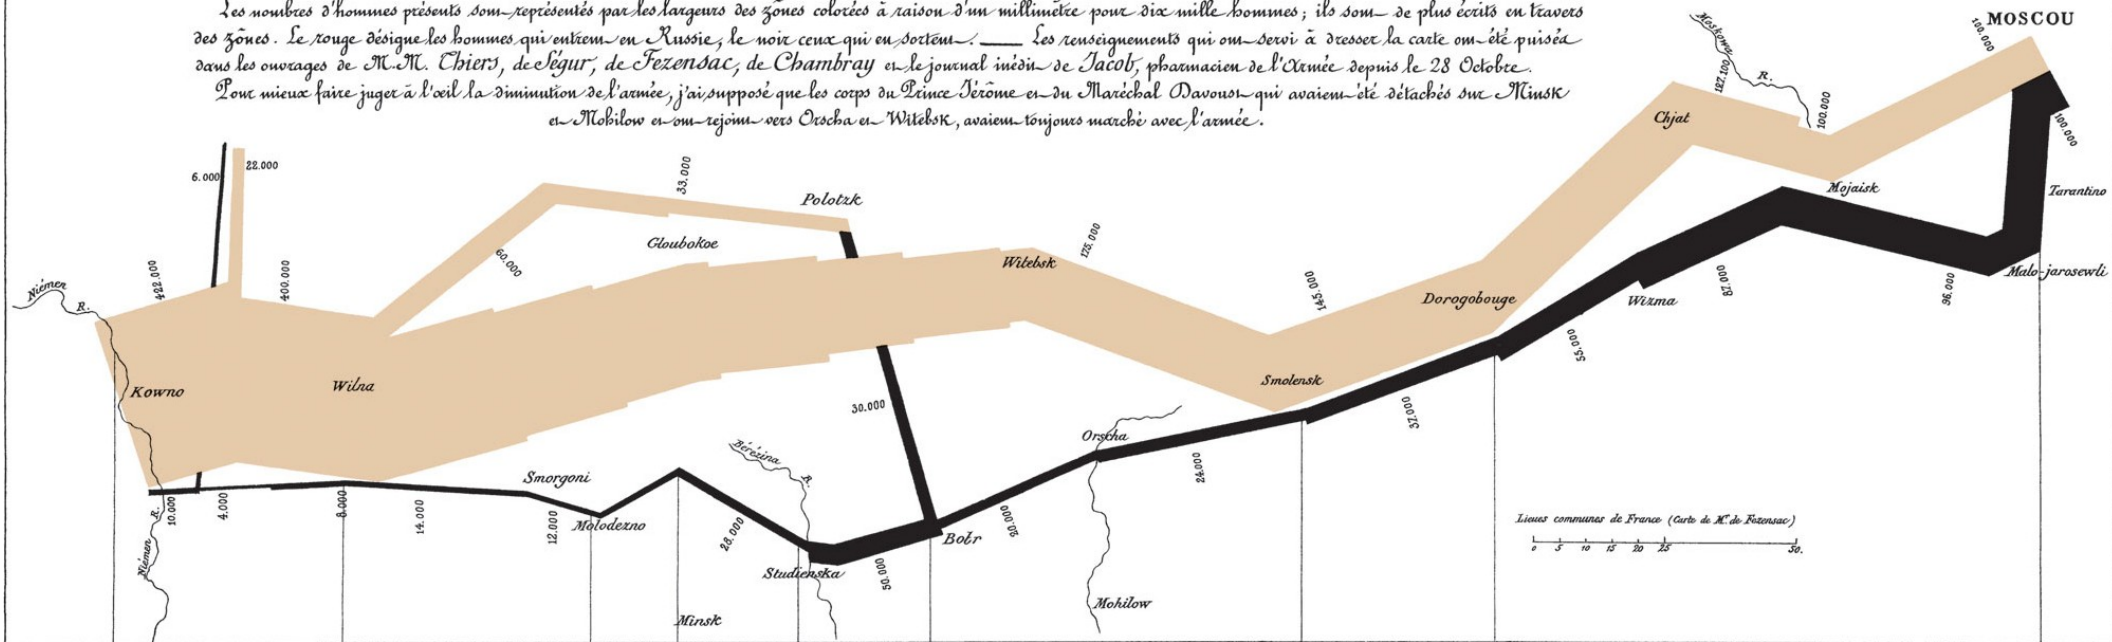 Les nombres d'hommes présents sont représentés par les largeurs des zônes colorées à raison d'un millimètre pour dix mille hommes; ils sont de plus écrits en travers
des zônes. Le rouge désigne les hommes qui entrent en Russie, le noir ceux qui en sortent. — Les renseignements qui ont servi à dresser la carte ont été puisés
dans les ouvrages de M.M. Thiers, de Ségur, de Fezensac, de Chambray et le journal inédit de Jacob, pharmacien de l'Armée depuis le 28 Octobre.
Pour mieux faire juger à l'œil la diminution de l'armée, j'ai supposé que les corps du Prince Jérôme et du Maréchal Davoust qui avaient été détachés sur Minsk
et Mohilow et ont rejoint vers Orscha et Witebsk, avaient toujours marché avec l'armée.
MOSCOU
100.000
Moskowa
R.
127.100
100.000
Chjat
100.000
Mojaisk
Tarantino
Malo-jarosewli
6.000
22.000
33.000
Polotzk
Gloubokoe
60.000
Witebsk
175.000
Niémen
R.
422.000
400.000
145.000
Dorogobouge
Wizma
87.000
96.000
55.000
Kowno
Wilna
Smolensk
37.000
30.000
Orscha
24.000
Bérézina
R.
Smorgoni
Molodezno
10.000
4.000
8.000
14.000
12.000
28.000
20.000
Bobr
Studienska
50.000
Niémen
R.
Minsk
Mohilow
Lieues communes de France (Carte de M. de Fezensac)
0 5 10 15 20 25 50.